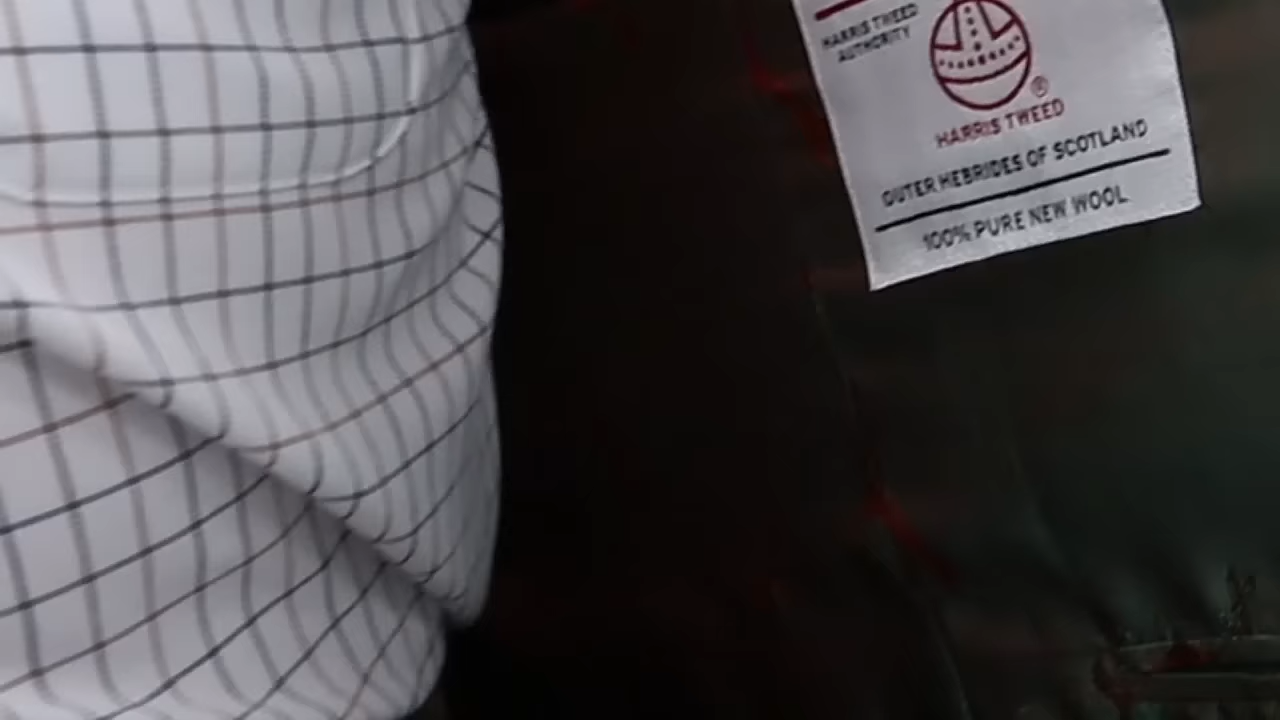 HARRIS TWEED
AUTHORITY
®
HARRIS TWEED
OUTER HEBRIDES OF SCOTLAND
100% PURE NEW WOOL